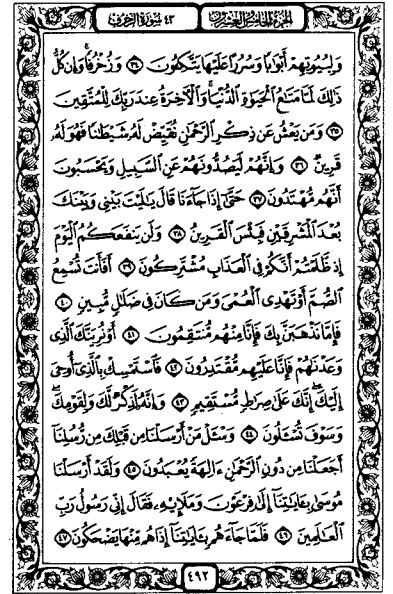 الجزء الخامس والعشرون ٤٣ سورة الزخرف
وَلِبُيُوتِهِمْ أَبْوَٰبًا وَسُرُرًا عَلَيْهَا يَتَّكِـُٔونَ ٣٤ وَزُخْرُفًا ۚ وَإِن كُلُّ
ذَٰلِكَ لَمَّا مَتَـٰعُ ٱلْحَيَوٰةِ ٱلدُّنْيَا ۚ وَٱلْـَٔاخِرَةُ عِندَ رَبِّكَ لِلْمُتَّقِينَ
٣٥ وَمَن يَعْشُ عَن ذِكْرِ ٱلرَّحْمَـٰنِ نُقَيِّضْ لَهُۥ شَيْطَـٰنًا فَهُوَ لَهُۥ
قَرِينٌ ٣٦ وَإِنَّهُمْ لَيَصُدُّونَهُمْ عَنِ ٱلسَّبِيلِ وَيَحْسَبُونَ
أَنَّهُم مُّهْتَدُونَ ٣٧ حَتَّىٰٓ إِذَا جَآءَنَا قَالَ يَـٰلَيْتَ بَيْنِى وَبَيْنَكَ
بُعْدَ ٱلْمَشْرِقَيْنِ فَبِئْسَ ٱلْقَرِينُ ٣٨ وَلَن يَنفَعَكُمُ ٱلْيَوْمَ
إِذ ظَّلَمْتُمْ أَنَّكُمْ فِى ٱلْعَذَابِ مُشْتَرِكُونَ ٣٩ أَفَأَنتَ تُسْمِعُ
ٱلصُّمَّ أَوْ تَهْدِى ٱلْعُمْىَ وَمَن كَانَ فِى ضَلَـٰلٍ مُّبِينٍ ٤٠
فَإِمَّا نَذْهَبَنَّ بِكَ فَإِنَّا مِنْهُم مُّنتَقِمُونَ ٤١ أَوْ نُرِيَنَّكَ ٱلَّذِى
وَعَدْنَـٰهُمْ فَإِنَّا عَلَيْهِم مُّقْتَدِرُونَ ٤٢ فَٱسْتَمْسِكْ بِٱلَّذِىٓ أُوحِىَ
إِلَيْكَ ۖ إِنَّكَ عَلَىٰ صِرَٰطٍ مُّسْتَقِيمٍ ٤٣ وَإِنَّهُۥ لَذِكْرٌ لَّكَ وَلِقَوْمِكَ ۖ
وَسَوْفَ تُسْـَٔلُونَ ٤٤ وَسْـَٔلْ مَنْ أَرْسَلْنَا مِن قَبْلِكَ مِن رُّسُلِنَآ
أَجَعَلْنَا مِن دُونِ ٱلرَّحْمَـٰنِ ءَالِهَةً يُعْبَدُونَ ٤٥ وَلَقَدْ أَرْسَلْنَا
مُوسَىٰ بِـَٔايَـٰتِنَآ إِلَىٰ فِرْعَوْنَ وَمَلَإِي۟هِۦ فَقَالَ إِنِّى رَسُولُ رَبِّ
ٱلْعَـٰلَمِينَ ٤٦ فَلَمَّا جَآءَهُم بِـَٔايَـٰتِنَآ إِذَا هُم مِّنْهَا يَضْحَكُونَ ٤٧
٤٩٢